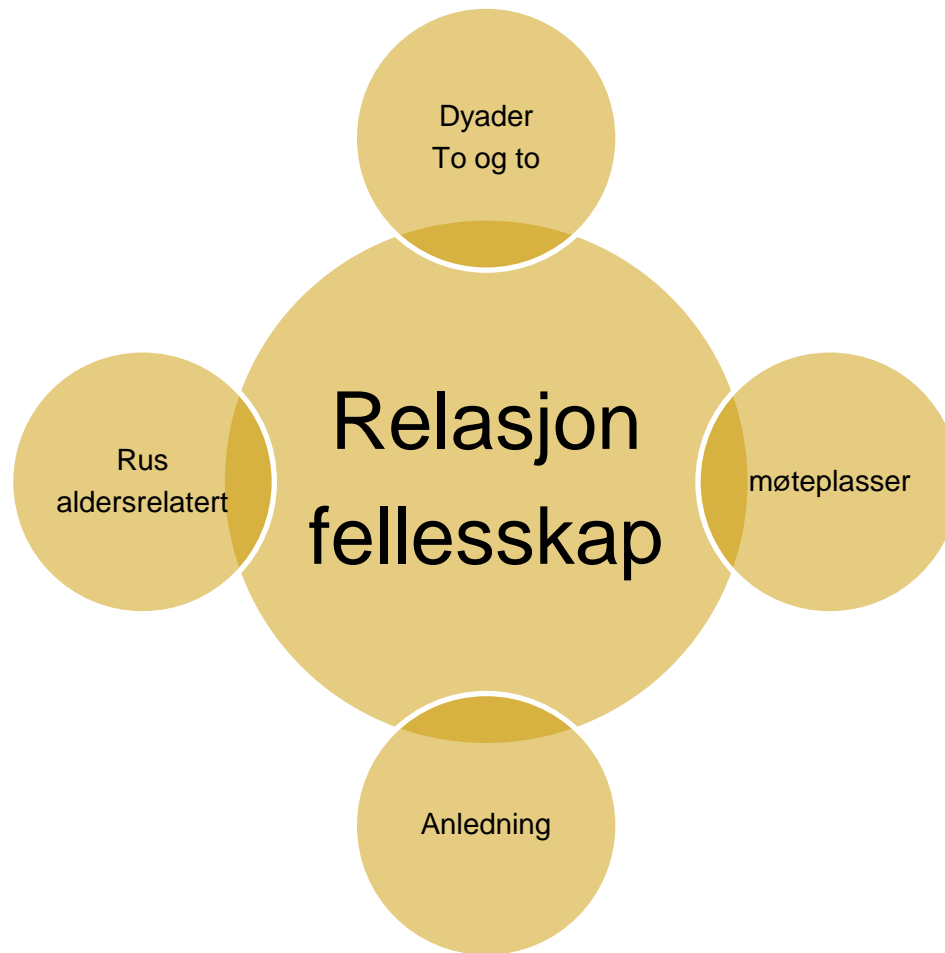 Dyader
To og to
Relasjon
fellesskap
Rus
aldersrelatert
møteplasser
Anledning